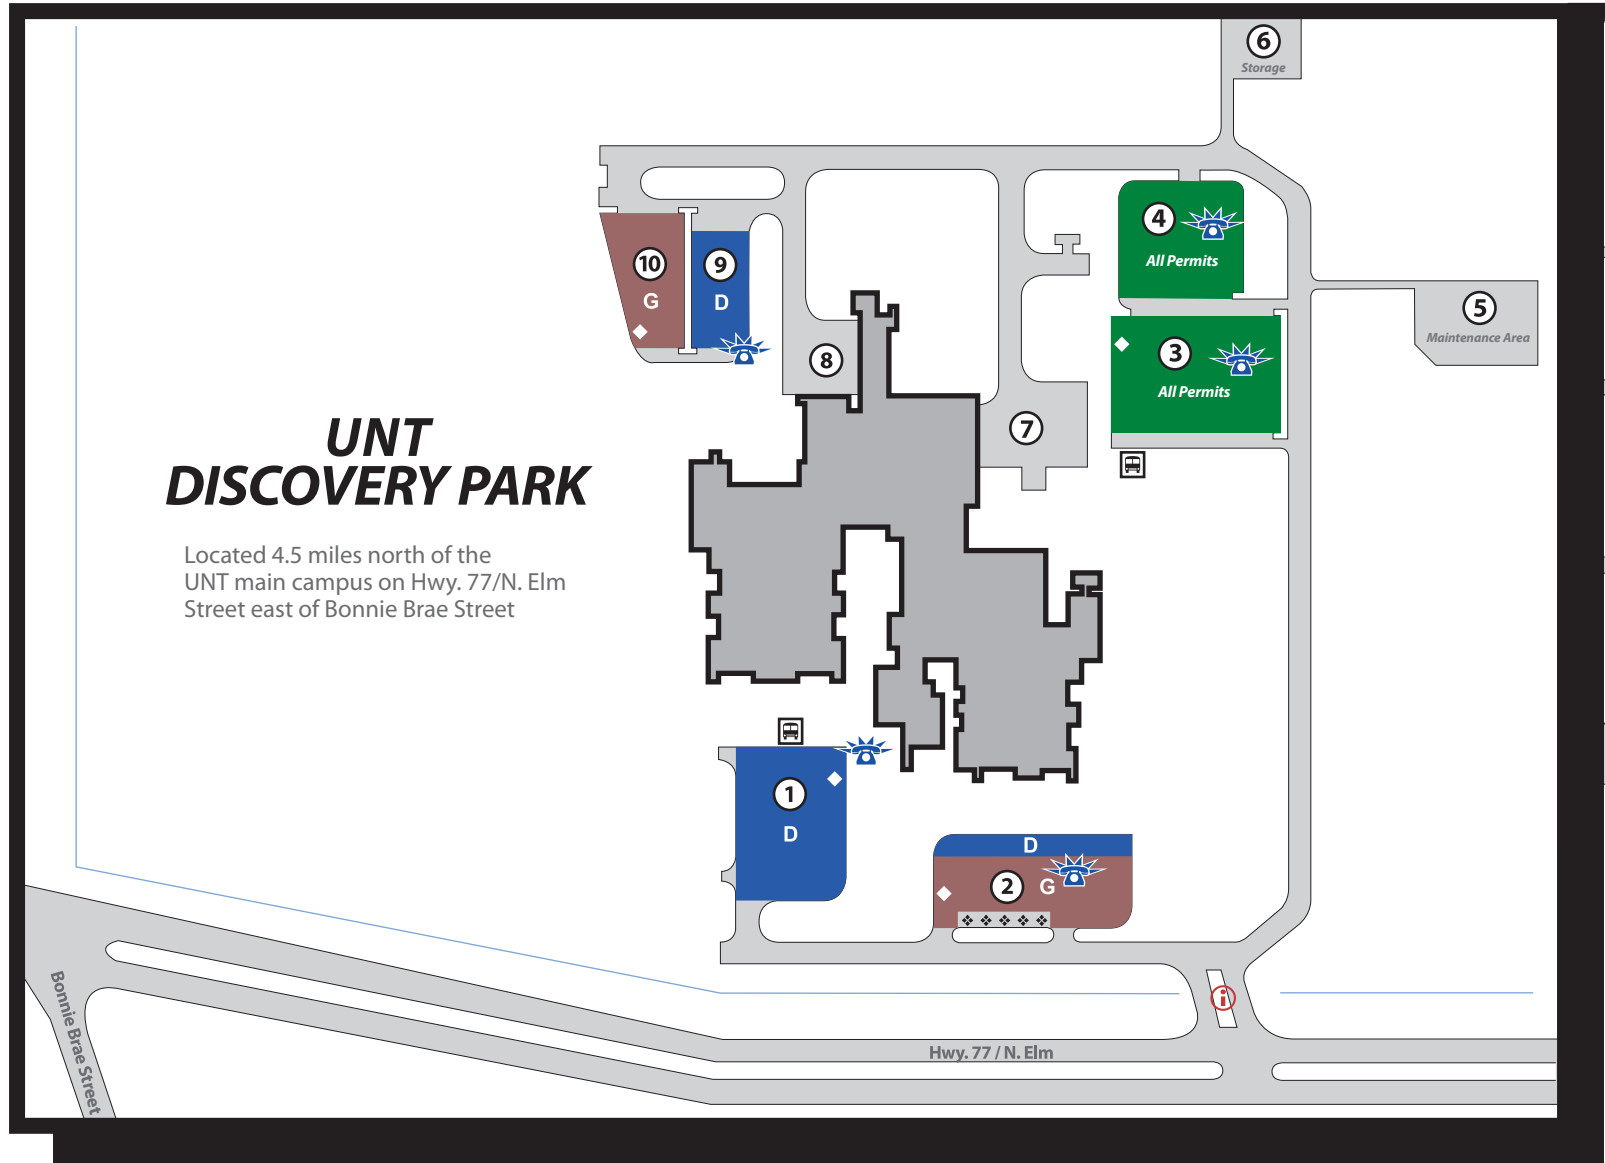 6
Storage
4
All Permits
10
G
9
D
5
Maintenance Area
3
All Permits
8
7
UNT
DISCOVERY PARK
Located 4.5 miles north of the
UNT main campus on Hwy. 77/N. Elm
Street east of Bonnie Brae Street
1
D
D
2
G
i
Bonnie Brae Street
Hwy. 77 / N. Elm